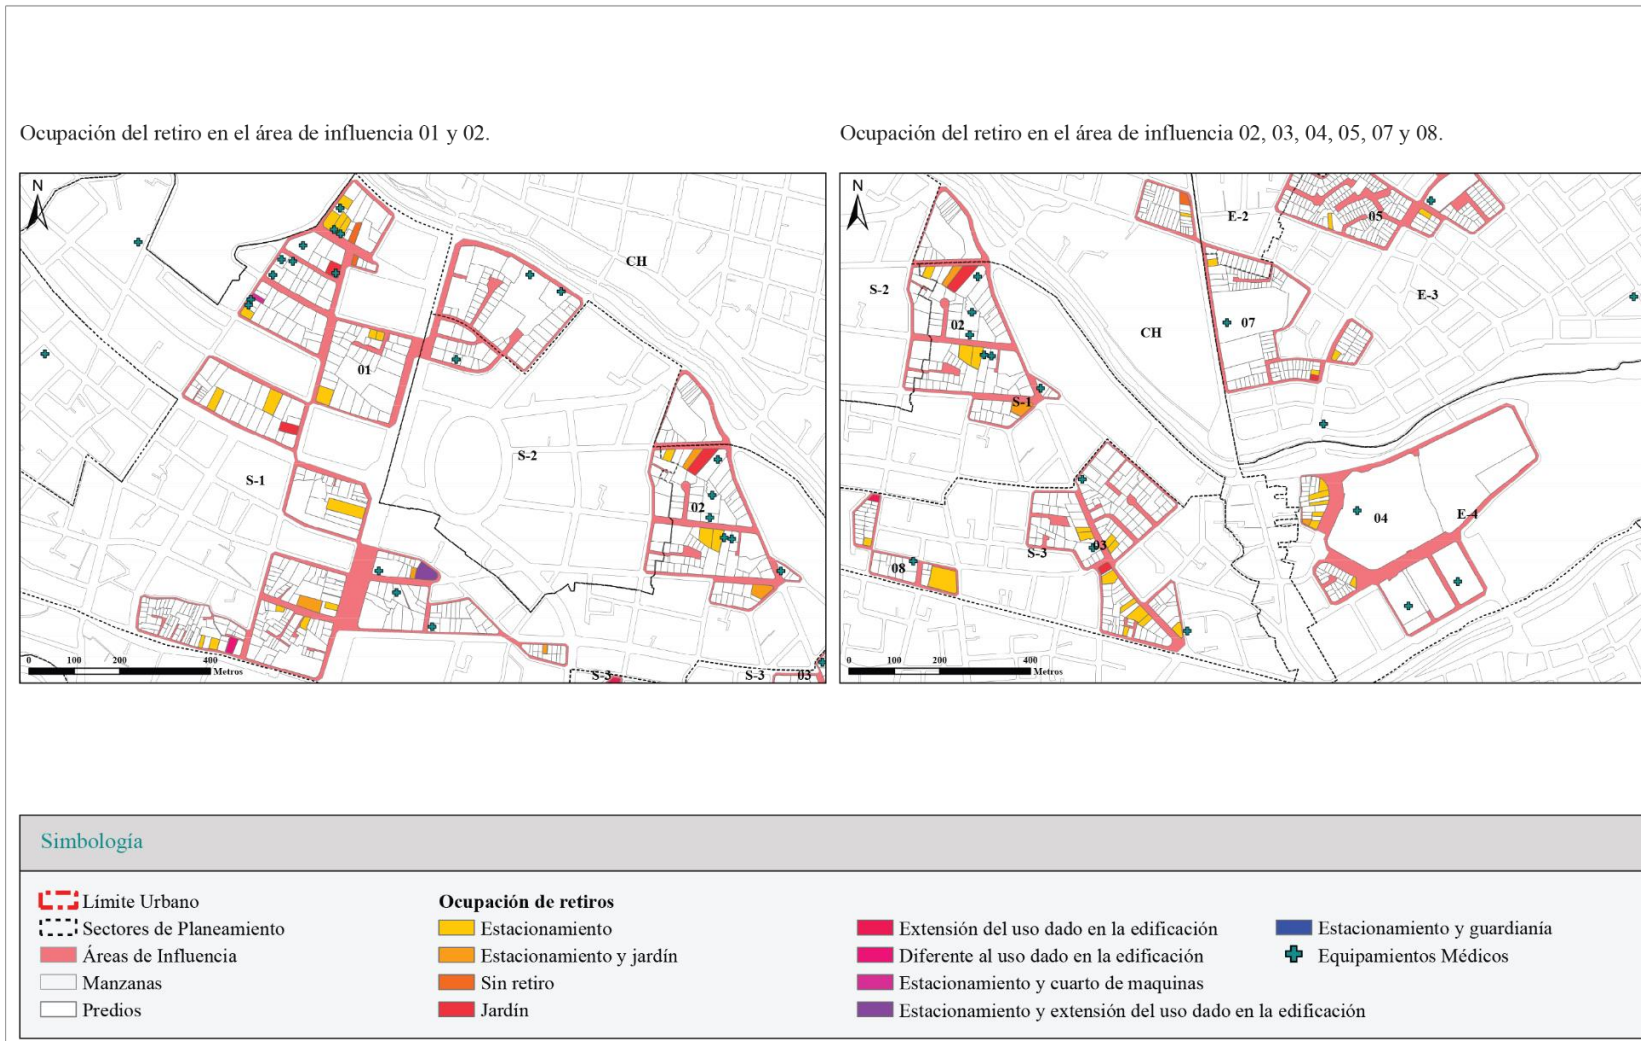 Ocupación del retiro en el área de influencia 01 y 02.
N
CH
01
S-2
S-1
02
0 100 200 400
Metros
S-3
S-3
03
Ocupación del retiro en el área de influencia 02, 03, 04, 05, 07 y 08.
N
E-2
05
S-2
E-3
02
CH
07
S-1
04
E-4
S-3
03
08
0 100 200 400
Metros
Simbología
Límite Urbano
Sectores de Planeamiento
Áreas de Influencia
Manzanas
Predios
Ocupación de retiros
Estacionamiento
Estacionamiento y jardín
Sin retiro
Jardín
Extensión del uso dado en la edificación
Diferente al uso dado en la edificación
Estacionamiento y cuarto de maquinas
Estacionamiento y extensión del uso dado en la edificación
Estacionamiento y guardianía
Equipamientos Médicos